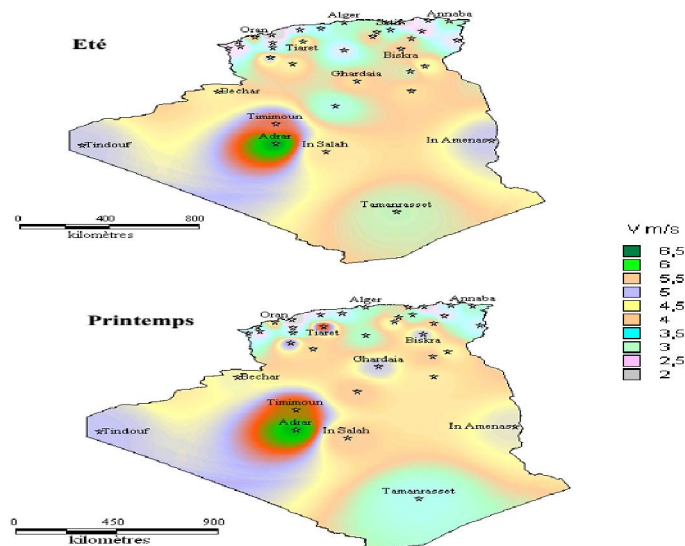 Eté
Alger
Annaba
Oran
Setif
Tiaret
Biskra
Ghardaia
Bechar
Timimoun
Adrar
In Salah
In Amenas
Tindouf
Tamanrasset
0 400 800
kilomètres
V m/s
6,5
6
5,5
5
4,5
4
3,5
3
2,5
2
Printemps
Alger
Annaba
Oran
Tiaret
Biskra
Ghardaia
Bechar
Timimoun
Adrar
In Salah
In Amenas
Tindouf
Tamanrasset
0 450 900
kilomètres